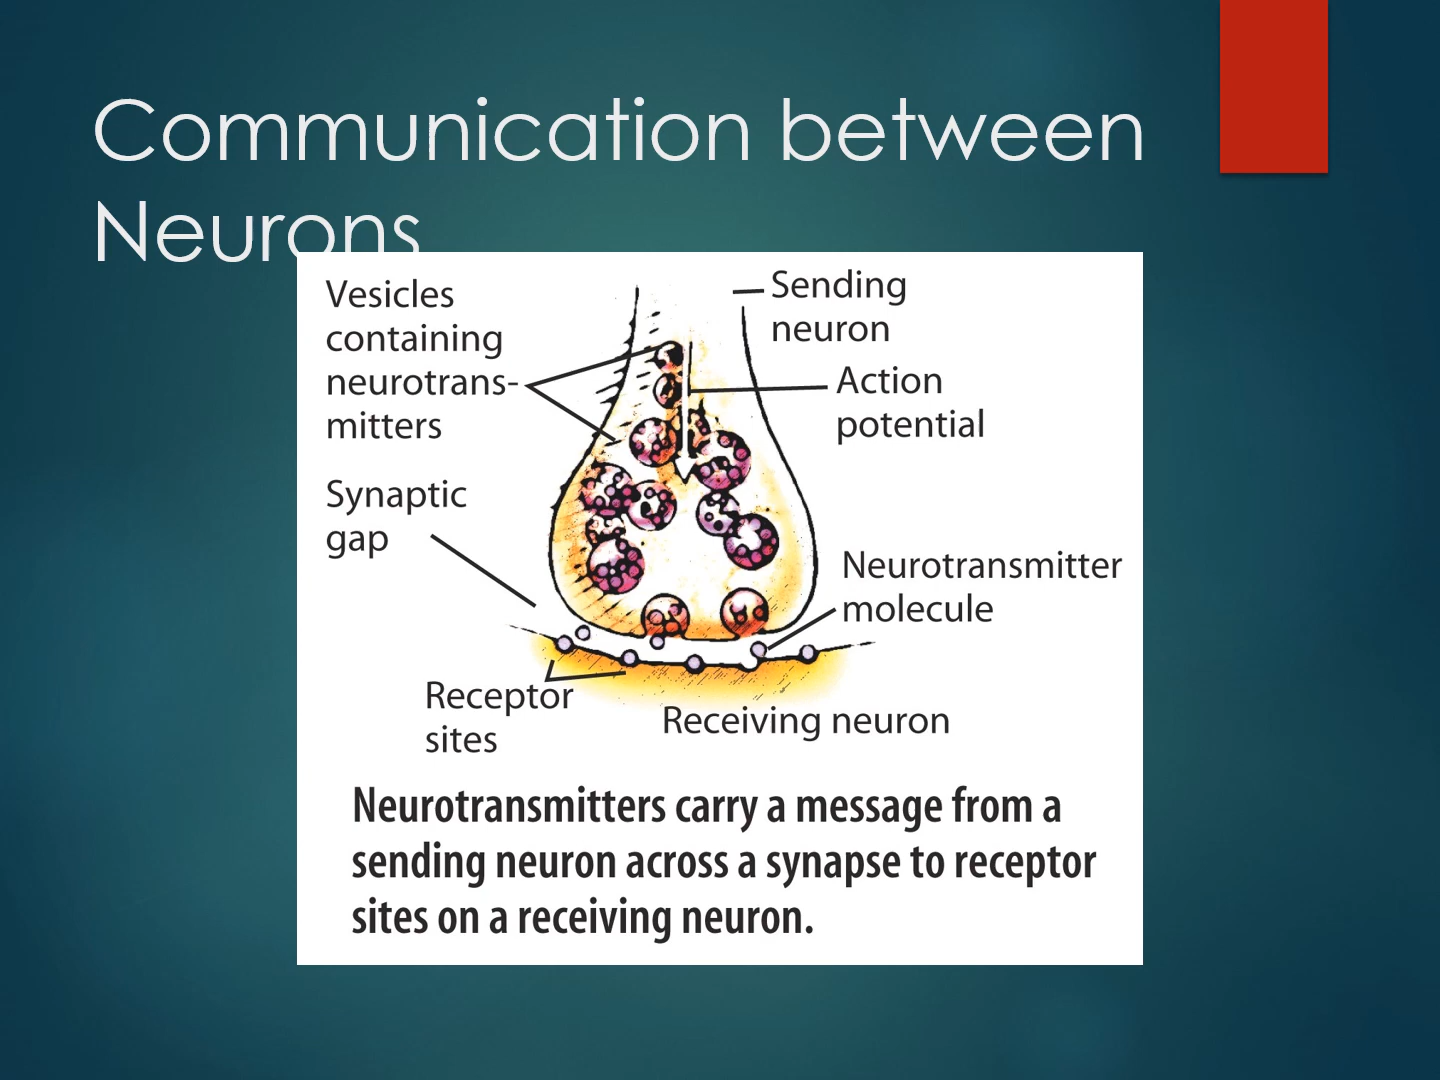 Communication between
Neurons
Vesicles
containing
neurotrans-
mitters
Sending
neuron
Action
potential
Synaptic
gap
Neurotransmitter
molecule
Receptor
sites
Receiving neuron
Neurotransmitters carry a message from a
sending neuron across a synapse to receptor
sites on a receiving neuron.